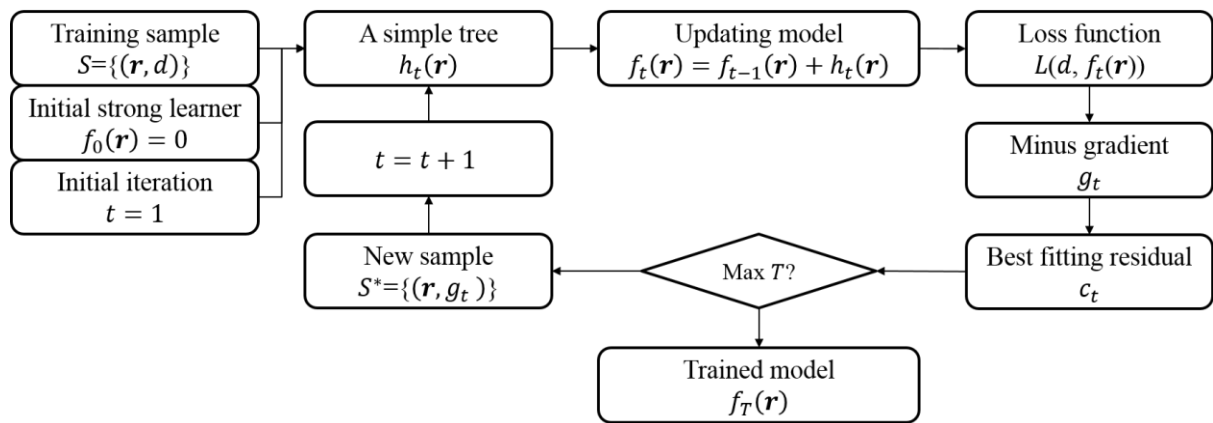 Training sample
S={(r, d)}
Initial strong learner
f₀(r) = 0
Initial iteration
t = 1
A simple tree
hₜ(r)
t = t + 1
New sample
S*={(r, gₜ )}
Updating model
fₜ(r) = fₜ₋₁(r) + hₜ(r)
Loss function
L(d, fₜ(r))
Minus gradient
gₜ
Best fitting residual
cₜ
Max T?
Trained model
f_T(r)